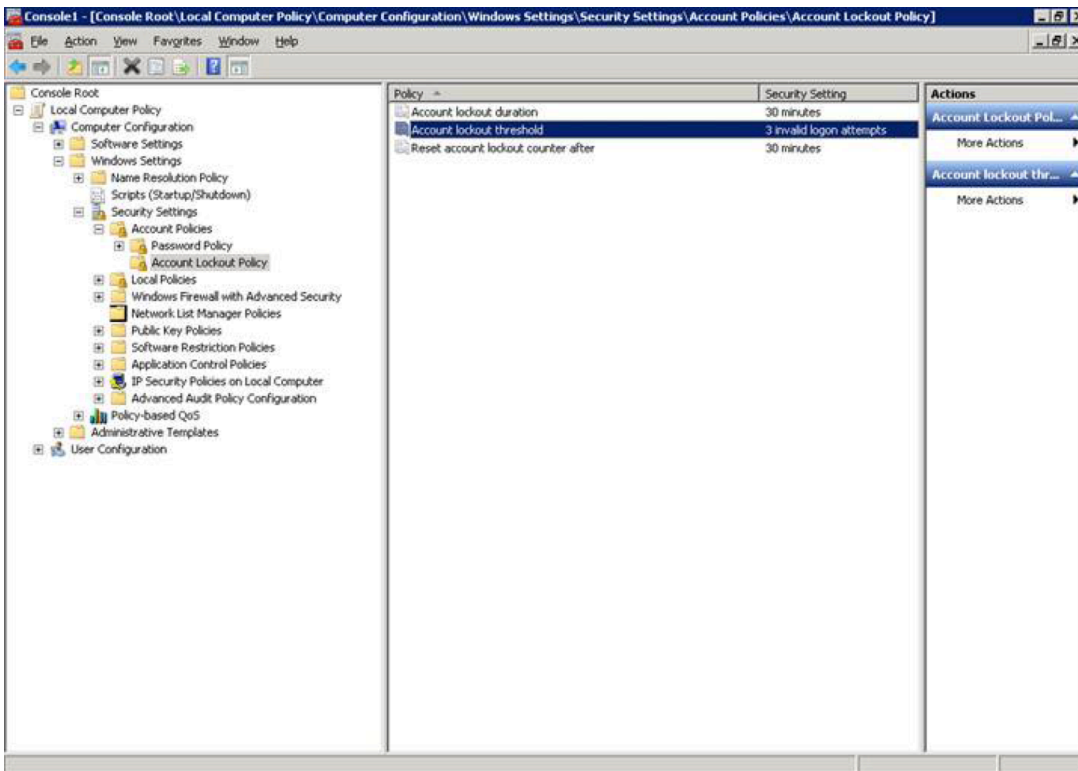 Console1 - [Console Root\Local Computer Policy\Computer Configuration\Windows Settings\Security Settings\Account Policies\Account Lockout Policy]
File Action View Favorites Window Help
Console Root
Local Computer Policy
Computer Configuration
Software Settings
Windows Settings
Name Resolution Policy
Scripts (Startup/Shutdown)
Security Settings
Account Policies
Password Policy
Account Lockout Policy
Local Policies
Windows Firewall with Advanced Security
Network List Manager Policies
Public Key Policies
Software Restriction Policies
Application Control Policies
IP Security Policies on Local Computer
Advanced Audit Policy Configuration
Policy-based QoS
Administrative Templates
User Configuration
Policy Security Setting
Account lockout duration 30 minutes
Account lockout threshold 3 invalid logon attempts
Reset account lockout counter after 30 minutes
Actions
Account Lockout Pol...
More Actions
Account lockout thr...
More Actions